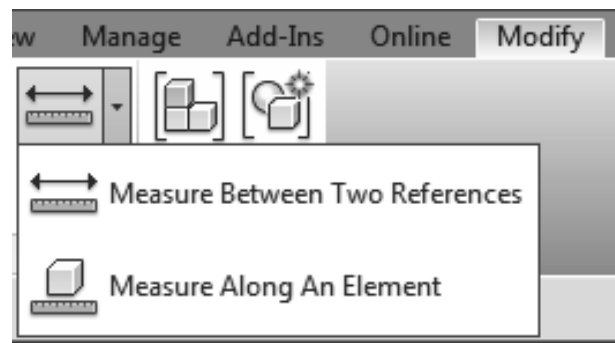 w Manage Add-Ins Online Modify
Measure Between Two References
Measure Along An Element